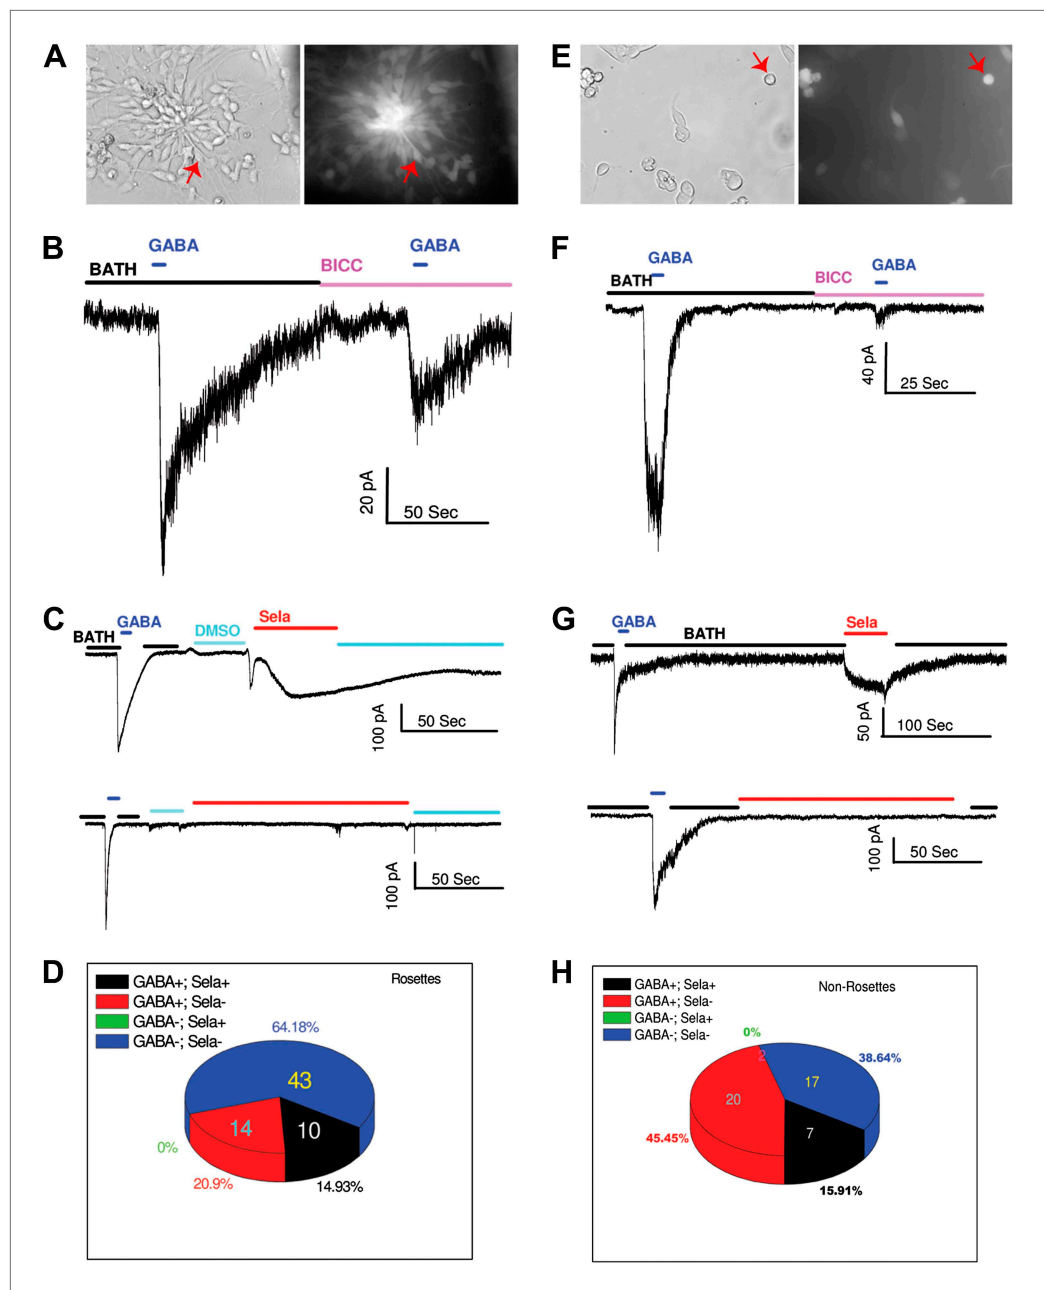 A
E
B
GABA
GABA
BATH
BICC
20 pA
50 Sec
F
GABA
GABA
BATH
BICC
40 pA
25 Sec
C
GABA
BATH
DMSO
Sela
100 pA
50 Sec
100 pA
50 Sec
G
GABA
BATH
Sela
50 pA
100 Sec
100 pA
50 Sec
D
Rosettes
GABA+; Sela+
GABA+; Sela-
GABA-; Sela+
GABA-; Sela-
64.18%
43
14
10
0%
20.9%
14.93%
H
Non-Rosettes
GABA+; Sela+
GABA+; Sela-
GABA-; Sela+
GABA-; Sela-
0%
2
38.64%
17
20
7
45.45%
15.91%